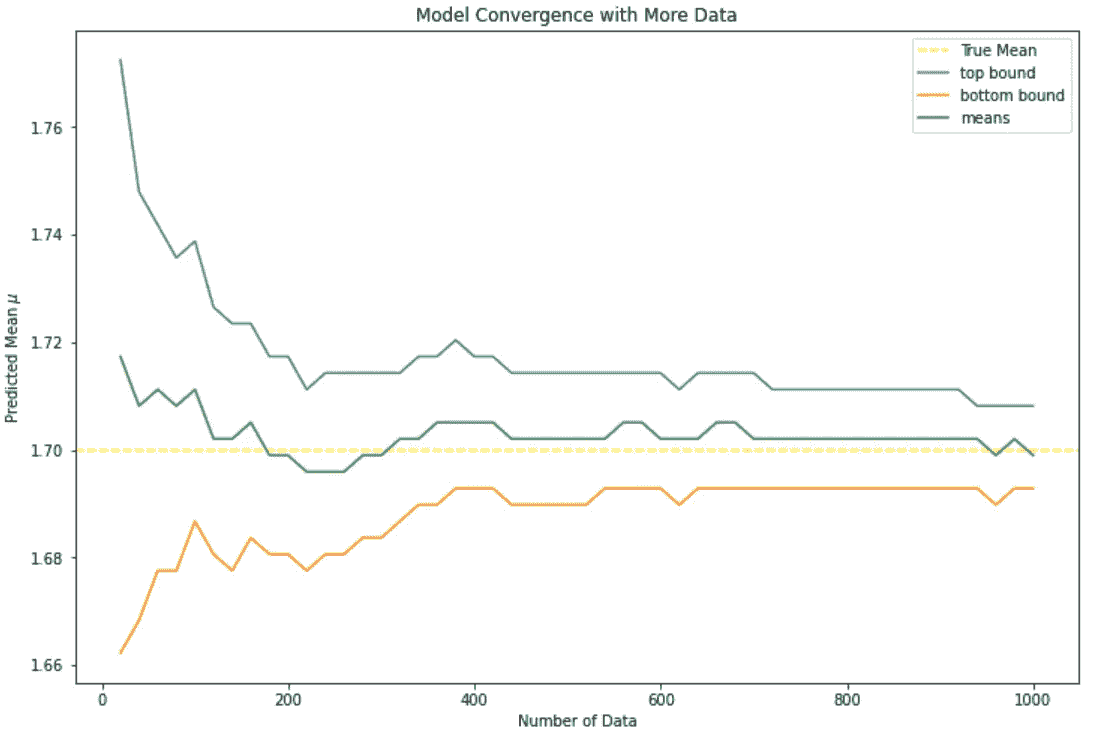 Model Convergence with More Data
True Mean
top bound
bottom bound
means
Predicted Mean μ
1.76
1.74
1.72
1.70
1.68
1.66
0 200 400 600 800 1000
Number of Data